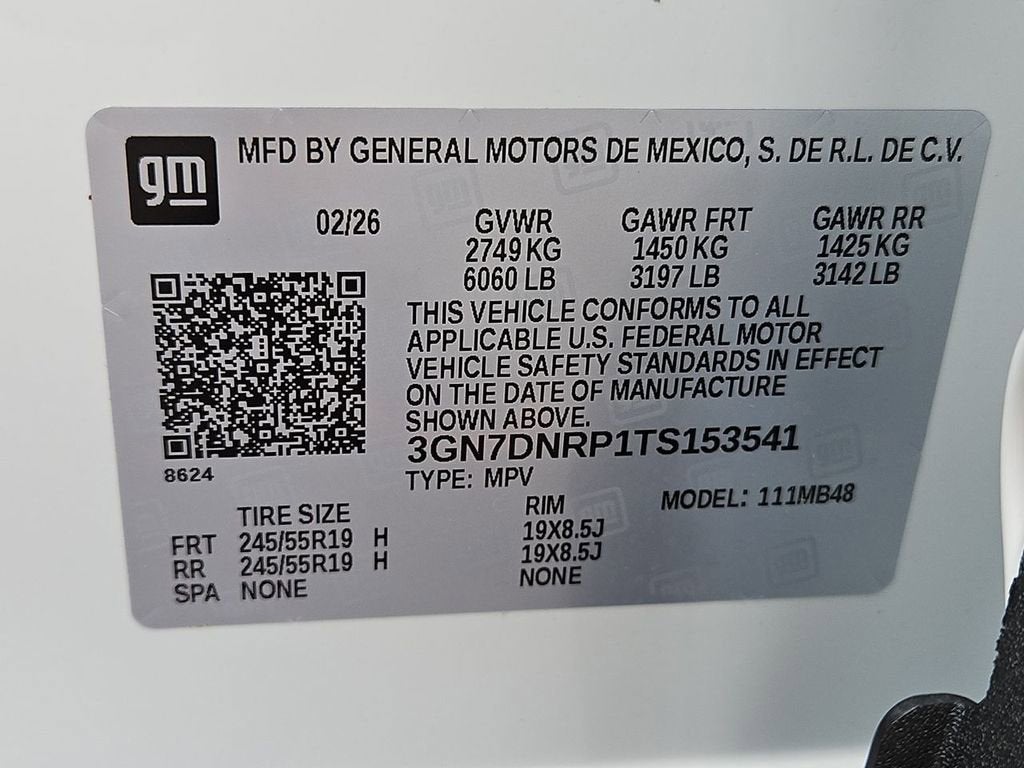 gm
MFD BY GENERAL MOTORS DE MEXICO, S. DE R.L. DE C.V.
02/26 GVWR GAWR FRT GAWR RR
2749 KG 1450 KG 1425 KG
6060 LB 3197 LB 3142 LB
THIS VEHICLE CONFORMS TO ALL
APPLICABLE U.S. FEDERAL MOTOR
VEHICLE SAFETY STANDARDS IN EFFECT
ON THE DATE OF MANUFACTURE
SHOWN ABOVE.
3GN7DNRP1TS153541
8624
TYPE: MPV
MODEL: 111MB48
TIRE SIZE RIM
FRT 245/55R19 H 19X8.5J
RR 245/55R19 H 19X8.5J
SPA NONE NONE